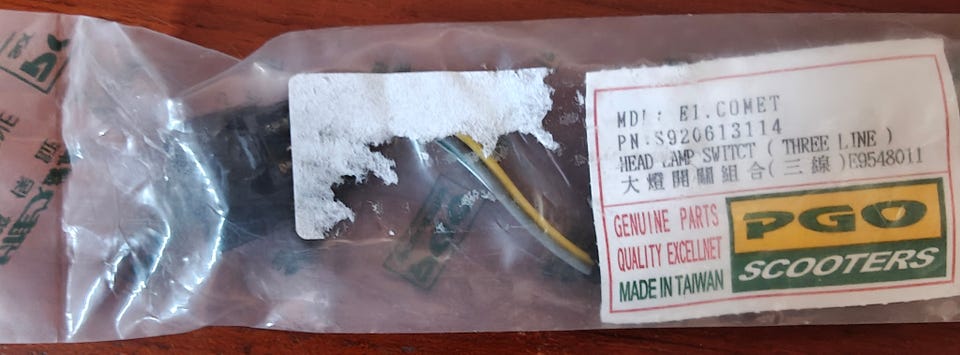 MDL: E1.COMET
PN:S920613114
HEAD LAMP SWITCT ( THREE LINE )
大燈開關組合(三線)E9548011
GENUINE PARTS
QUALITY EXCELLNET
MADE IN TAIWAN
PGO
SCOOTERS